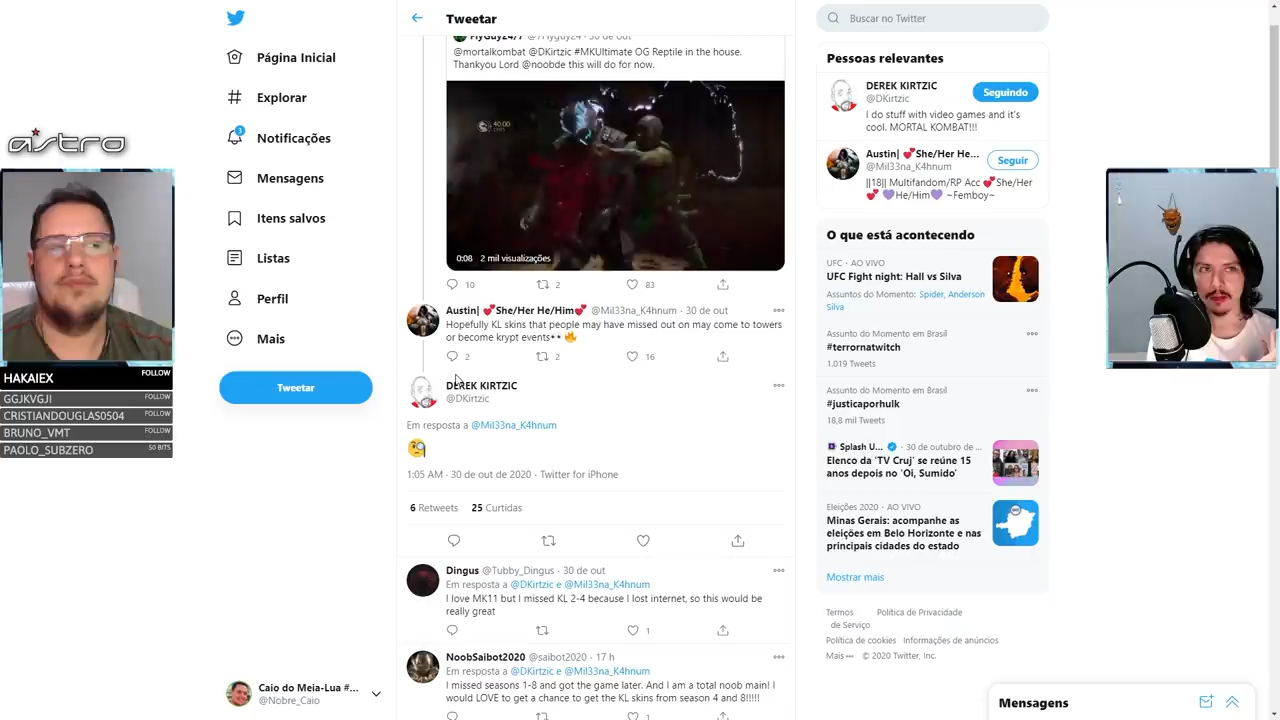 Tweetar
Buscar no Twitter
FlyGuy24/7 @7Flyguy24 · 30 de out
@mortalkombat @DKirtzic #MKUltimate OG Reptile in the house.
Thankyou Lord @noobde this will do for now.
40.00
0:08 2 mil visualizações
10 2 83
Austin| 💕She/Her He/Him💕 @Mil33na_K4hnum · 30 de out
Hopefully KL skins that people may have missed out on may come to towers
or become krypt events•• 🔥
2 2 16
DEREK KIRTZIC
@DKirtzic
Em resposta a @Mil33na_K4hnum
🧐
1:05 AM · 30 de out de 2020 · Twitter for iPhone
6 Retweets 25 Curtidas
Dingus @Tubby_Dingus · 30 de out
Em resposta a @DKirtzic e @Mil33na_K4hnum
I love MK11 but I missed KL 2-4 because I lost internet, so this would be
really great
1
NoobSaibot2020 @saibot2020 · 17 h
Em resposta a @DKirtzic e @Mil33na_K4hnum
I missed seasons 1-8 and got the game later. And I am a total noob main! I
would LOVE to get a chance to get the KL skins from season 4 and 8!!!!!
1
Página Inicial
Explorar
3
Notificações
Mensagens
Itens salvos
Listas
Perfil
Mais
Tweetar
Caio do Meia-Lua #...
@Nobre_Caio
astro
HAKAIEX FOLLOW
GGJKVGJI FOLLOW
CRISTIANDOUGLAS0504 FOLLOW
BRUNO_VMT FOLLOW
PAOLO_SUBZERO 50 BITS
Pessoas relevantes
DEREK KIRTZIC
@DKirtzic
Seguindo
I do stuff with video games and it's
cool. MORTAL KOMBAT!!!
Austin| 💕She/Her He...
@Mil33na_K4hnum
Seguir
||18|| Multifandom/RP Acc 💕She/Her
💕 💜He/Him💜 ~Femboy~
O que está acontecendo
UFC · AO VIVO
UFC Fight night: Hall vs Silva
Assuntos do Momento: Spider, Anderson
Silva
Assunto do Momento em Brasil
#terrornatwitch
1.019 Tweets
Assunto do Momento em Brasil
#justicaporhulk
18,8 mil Tweets
Splash U... · 30 de outubro de ...
Elenco da 'TV Cruj' se reúne 15
anos depois no 'Oi, Sumido'
Eleições 2020 · AO VIVO
Minas Gerais: acompanhe as
eleições em Belo Horizonte e nas
principais cidades do estado
Mostrar mais
Termos
de Serviço
Política de Privacidade
Política de cookies Informações de anúncios
Mais ••• © 2020 Twitter, Inc.
Mensagens